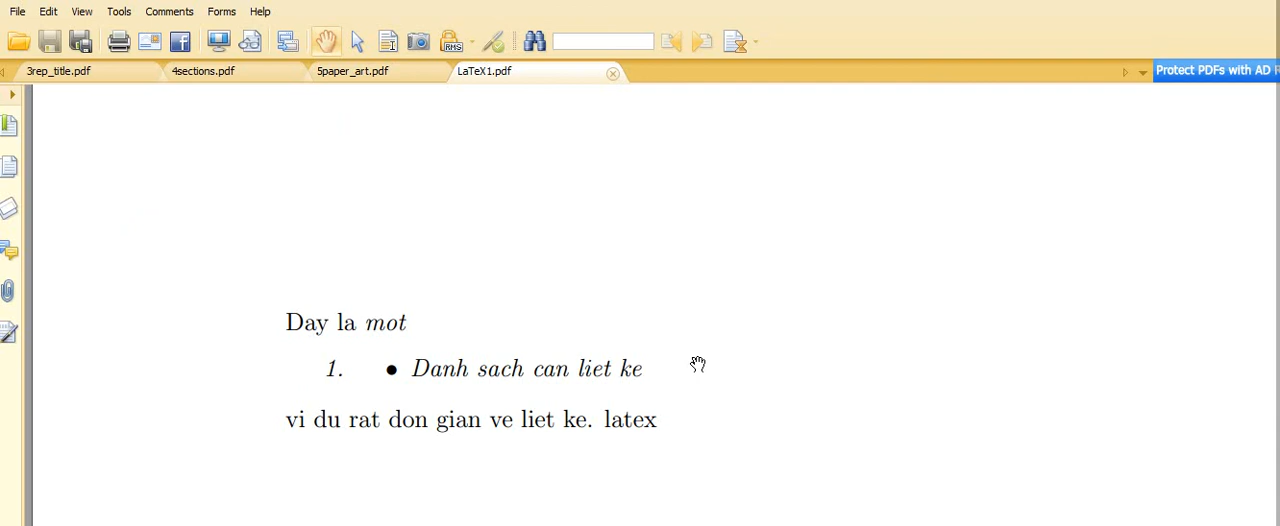 File Edit View Tools Comments Forms Help
RMS
3rep_title.pdf 4sections.pdf 5paper_art.pdf LaTeX1.pdf Protect PDFs with AD
Day la mot
1. • Danh sach can liet ke
vi du rat don gian ve liet ke. latex